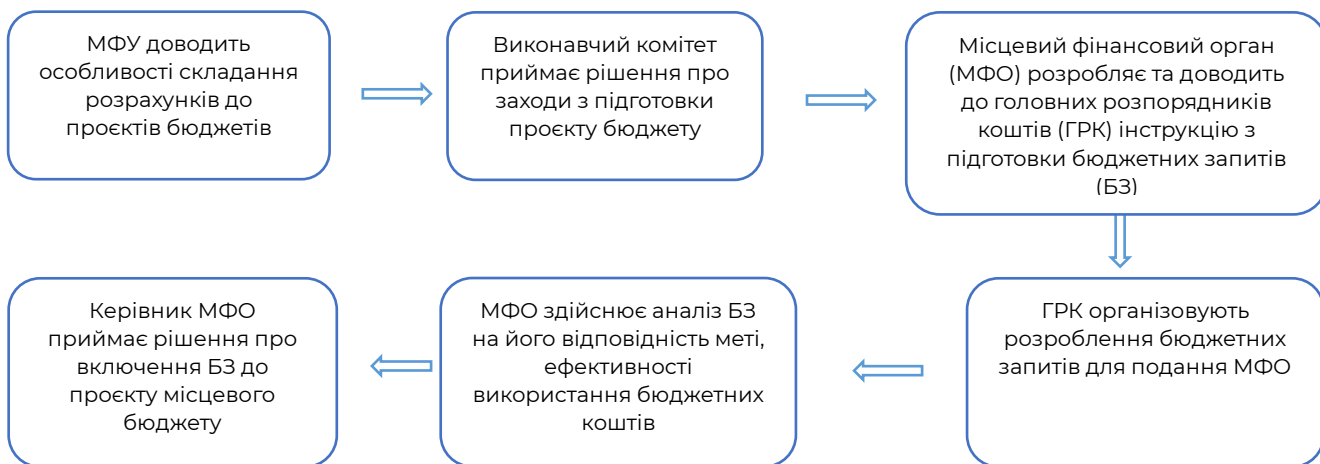 МФУ доводить
особливості складання
розрахунків до
проєктів бюджетів
Виконавчий комітет
приймає рішення про
заходи з підготовки
проєкту бюджету
Місцевий фінансовий орган
(МФО) розробляє та доводить
до головних розпорядників
коштів (ГРК) інструкцію з
підготовки бюджетних запитів
(БЗ)
ГРК організовують
розроблення бюджетних
запитів для подання МФО
МФО здійснює аналіз БЗ
на його відповідність меті,
ефективності
використання бюджетних
коштів
Керівник МФО
приймає рішення про
включення БЗ до
проєкту місцевого
бюджету